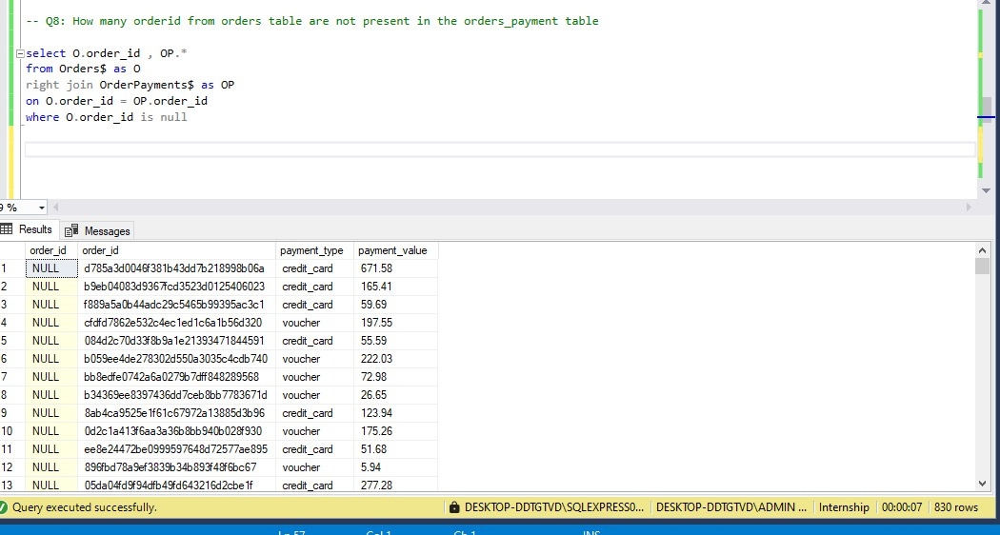 -- Q8: How many orderid from orders table are not present in the orders_payment table
select O.order_id , OP.*
from Orders$ as O
right join OrderPayments$ as OP
on O.order_id = OP.order_id
where O.order_id is null
9 %
Results Messages
order_id order_id payment_type payment_value
1 NULL d785a3d0046f381b43dd7b218998b06a credit_card 671.58
2 NULL b9eb04083d9367fcd3523d0125406023 credit_card 165.41
3 NULL f889a5a0b44adc29c5465b99395ac3c1 credit_card 59.69
4 NULL cfdfd7862e532c4ec1ed1c6a1b56d320 voucher 197.55
5 NULL 084d2c70d33f8b9a1e21393471844591 credit_card 55.59
6 NULL b059ee4de278302d550a3035c4cdb740 voucher 222.03
7 NULL bb8edfe0742a6a0279b7dff848289568 voucher 72.98
8 NULL b34369ee8397436dd7ceb8bb7783671d voucher 26.65
9 NULL 8ab4ca9525e1f61c67972a13885d3b96 credit_card 123.94
10 NULL 0d2c1a413f6aa3a36b8bb940b028f930 voucher 175.26
11 NULL ee8e24472be0999597648d72577ae895 credit_card 51.68
12 NULL 896fbd78a9ef3839b34b893f48f6bc67 voucher 5.94
13 NULL 05da04fd9f94dfb49fd643216d2cbe1f credit_card 277.28
Query executed successfully. DESKTOP-DDTGTVD\SQLEXPRESS0... DESKTOP-DDTGTVD\ADMIN ... Internship 00:00:07 830 rows
Ln 57 Col 1 Ch 1 INS